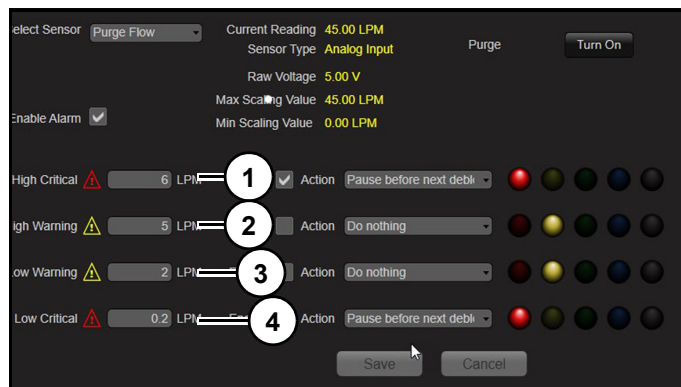 elect Sensor Purge Flow Current Reading 45.00 LPM
Sensor Type Analog Input Purge Turn On
Raw Voltage 5.00 V
Max Scaling Value 45.00 LPM
Enable Alarm Min Scaling Value 0.00 LPM
High Critical 6 LPM 1 Action Pause before next debl
igh Warning 5 LPM 2 Action Do nothing
ow Warning 2 LPM 3 Action Do nothing
Low Critical 0.2 LPM 4 Action Pause before next debl
Save Cancel